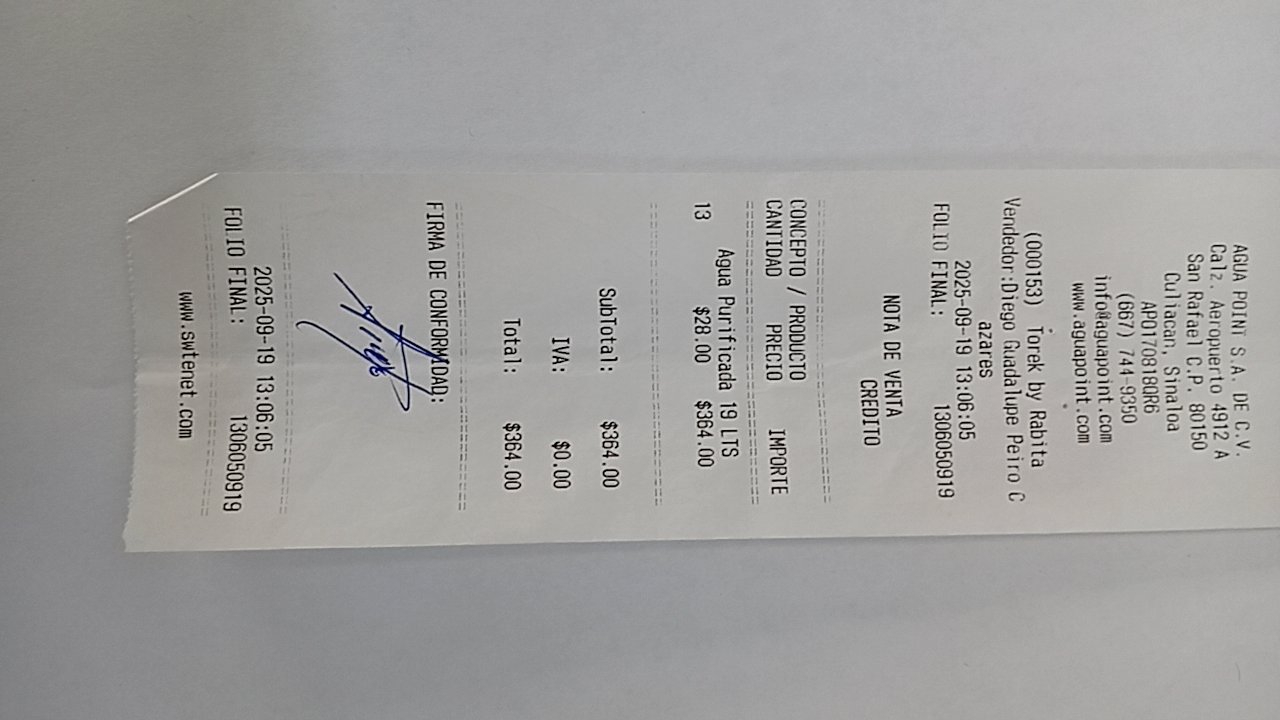 AGUA POINT S.A. DE C.V.
Calz. Aeropuerto 4912 A
San Rafael C.P. 80150
Culiacan, Sinaloa
APO170818QR6
(667) 744-9350
info@aguapoint.com
www.aguapoint.com
(000153) Torek by Rabita
Vendedor:Diego Guadalupe Peiro C
azares
2025-09-19 13:06:05
FOLIO FINAL: 1306050919
NOTA DE VENTA
CREDITO
CONCEPTO / PRODUCTO
CANTIDAD PRECIO IMPORTE
Agua Purificada 19 LTS
13 $28.00 $364.00
SubTotal: $364.00
IVA: $0.00
Total: $364.00
FIRMA DE CONFORMIDAD:
2025-09-19 13:06:05
FOLIO FINAL: 1306050919
www.swtenet.com